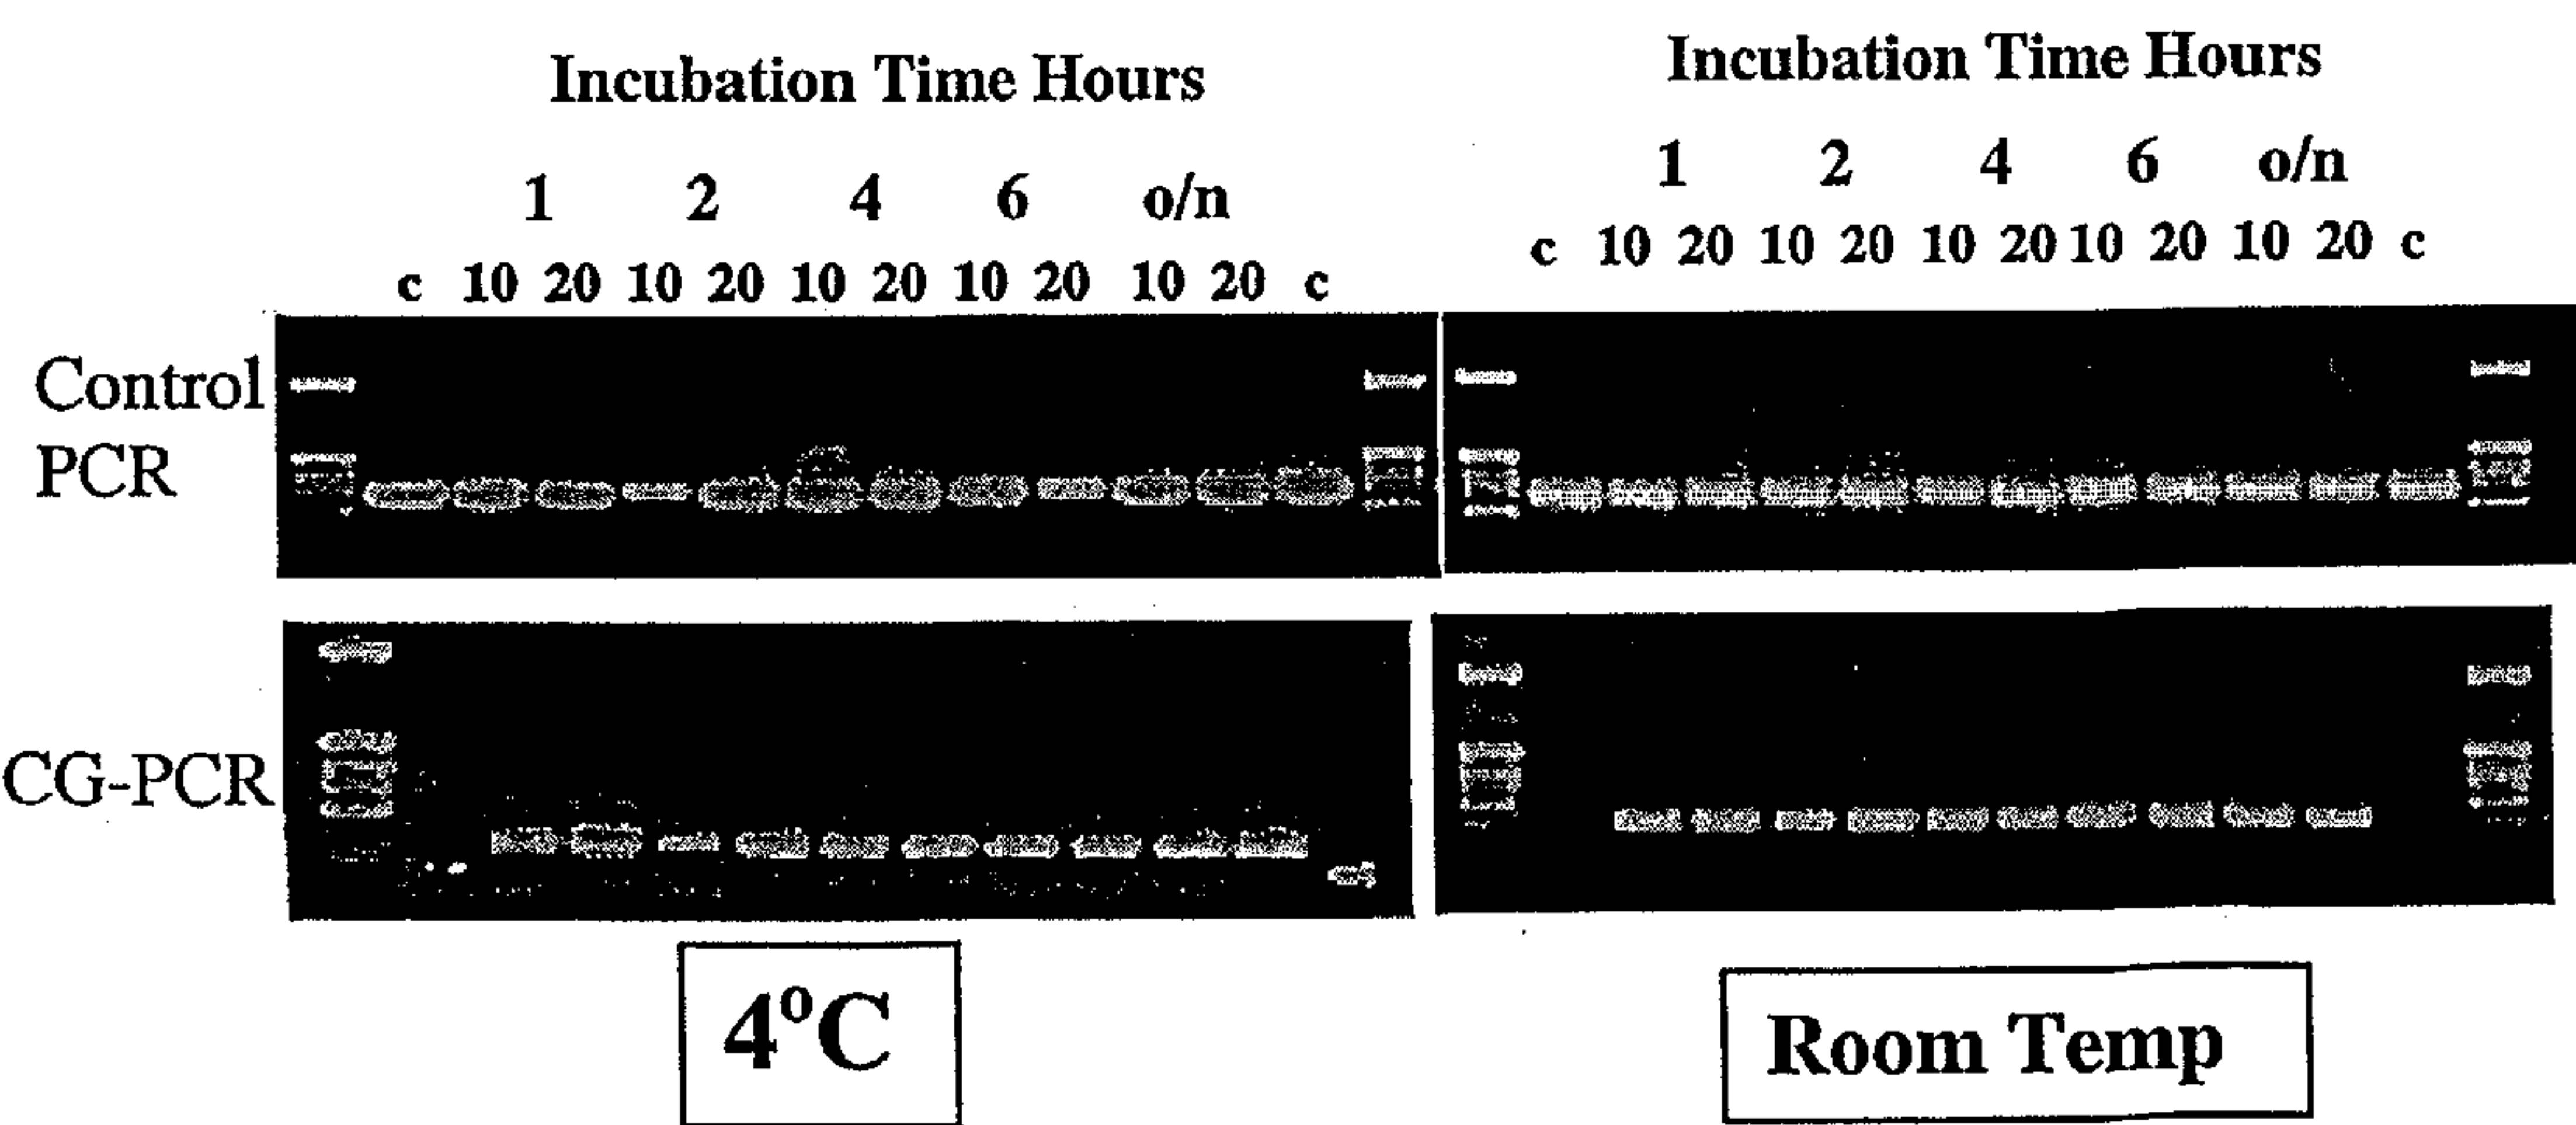 Incubation Time Hours
1 2 4 6 o/n
c 10 20 10 20 10 20 10 20 10 20 c
Incubation Time Hours
1 2 4 6 o/n
c 10 20 10 20 10 20 10 20 10 20 c
Control
PCR
CG-PCR
4°C
Room Temp